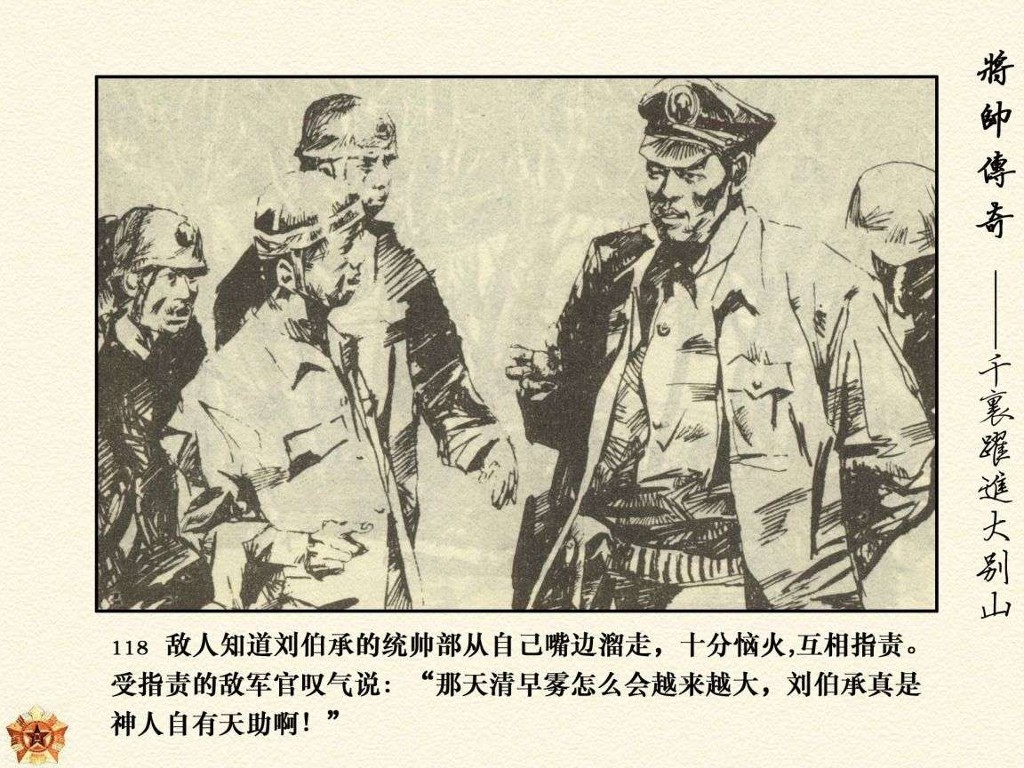 將帥傳奇 ——千裏躍進大别山
118 敌人知道刘伯承的统帅部从自己嘴边溜走，十分恼火,互相指责。
受指责的敌军官叹气说：“那天清早雾怎么会越来越大，刘伯承真是
神人自有天助啊！”